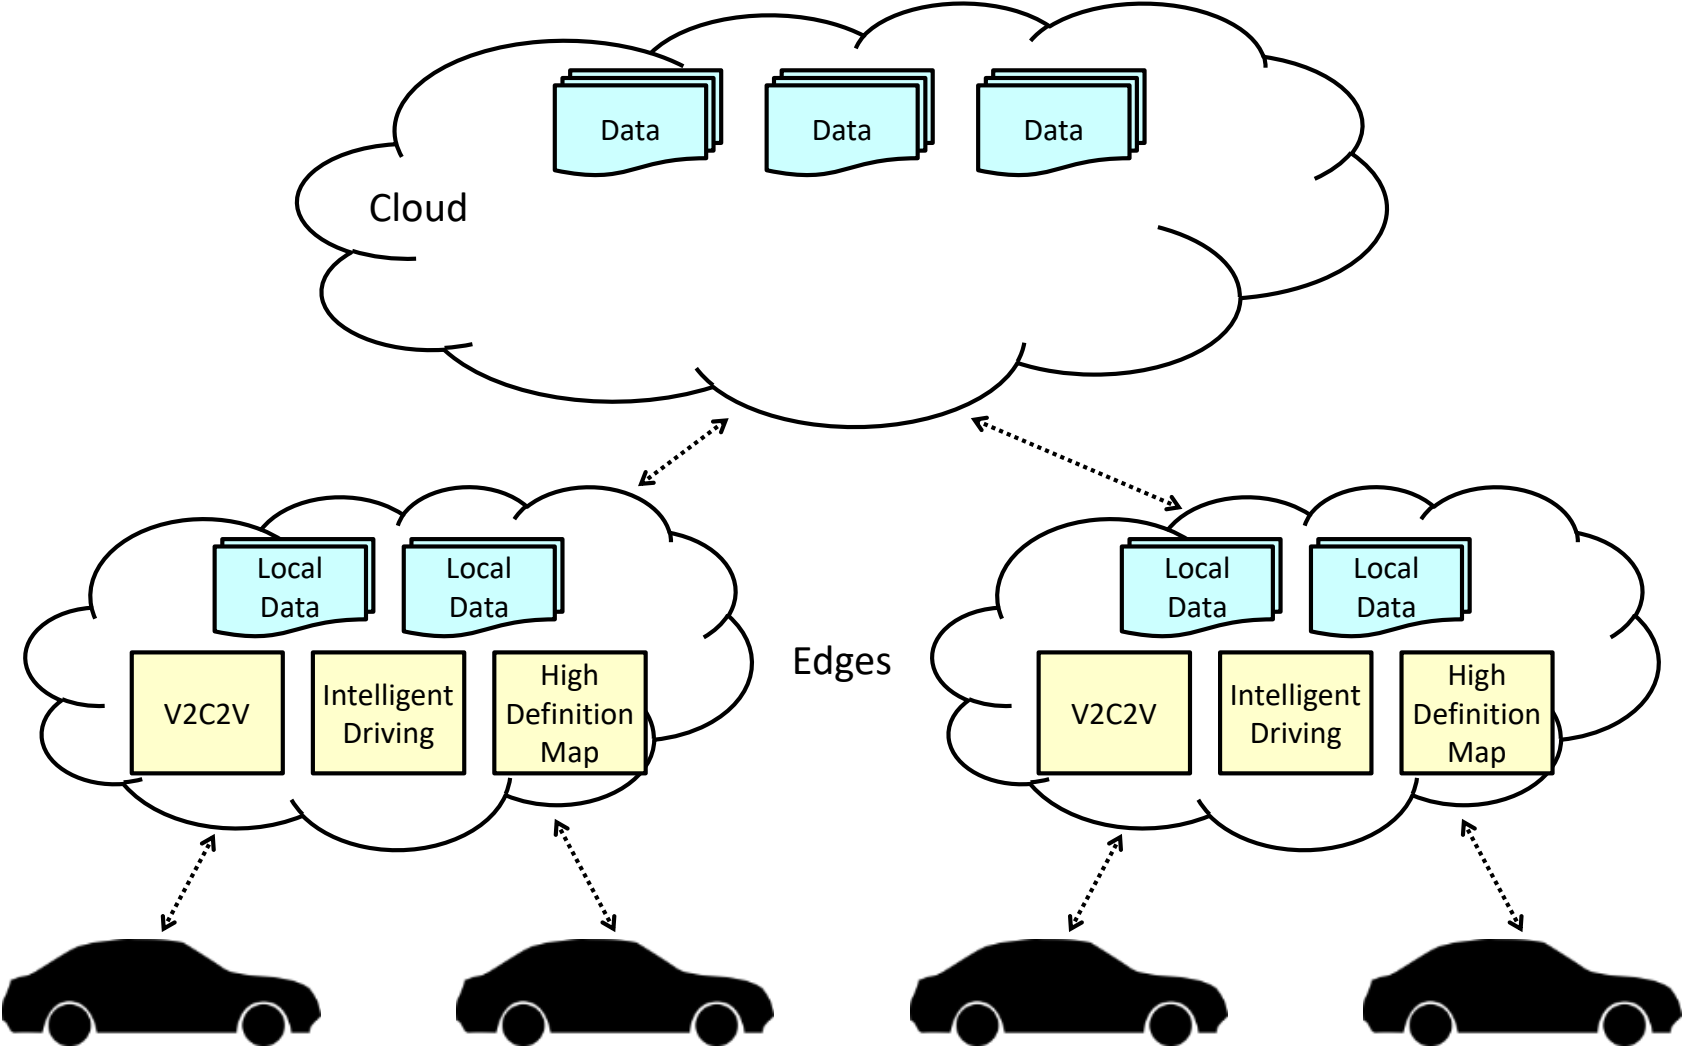 Data
Data
Data
Cloud
Local
Data
Local
Data
V2C2V
Intelligent
Driving
High
Definition
Map
Edges
Local
Data
Local
Data
V2C2V
Intelligent
Driving
High
Definition
Map